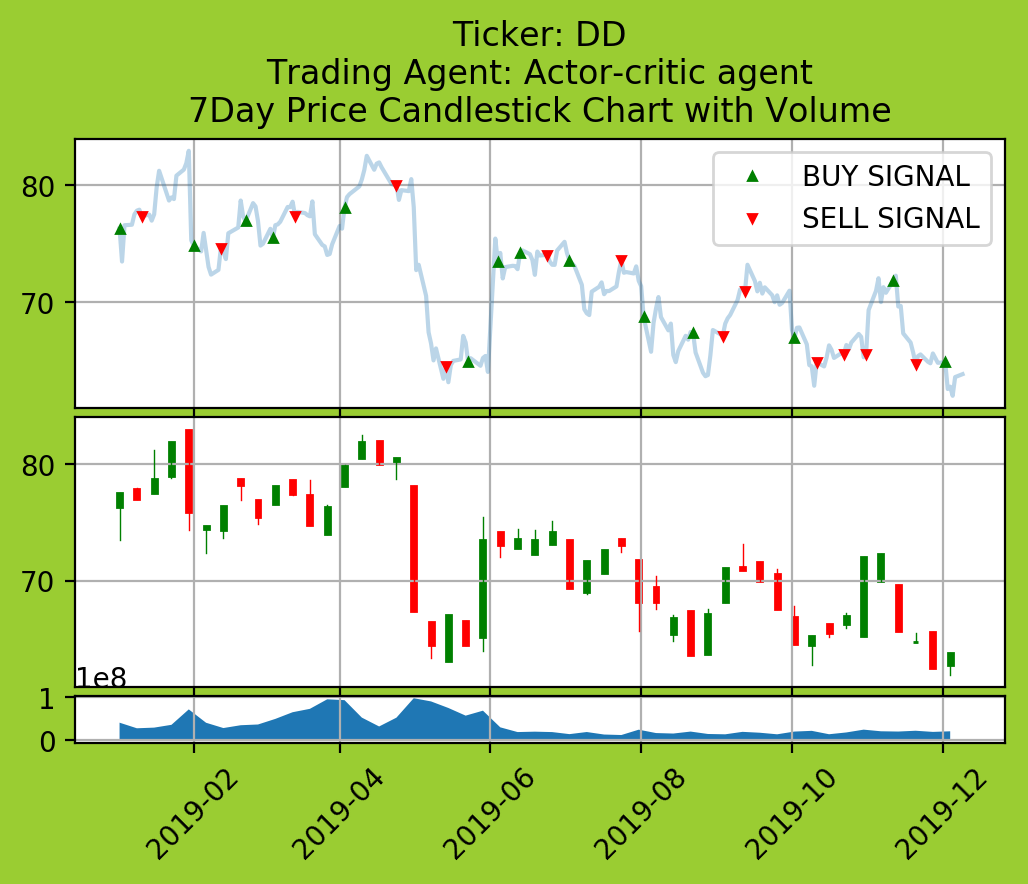 Ticker: DD
Trading Agent: Actor-critic agent
7Day Price Candlestick Chart with Volume
BUY SIGNAL
SELL SIGNAL
80
70
80
70
1e8
1
0
2019-02
2019-04
2019-06
2019-08
2019-10
2019-12